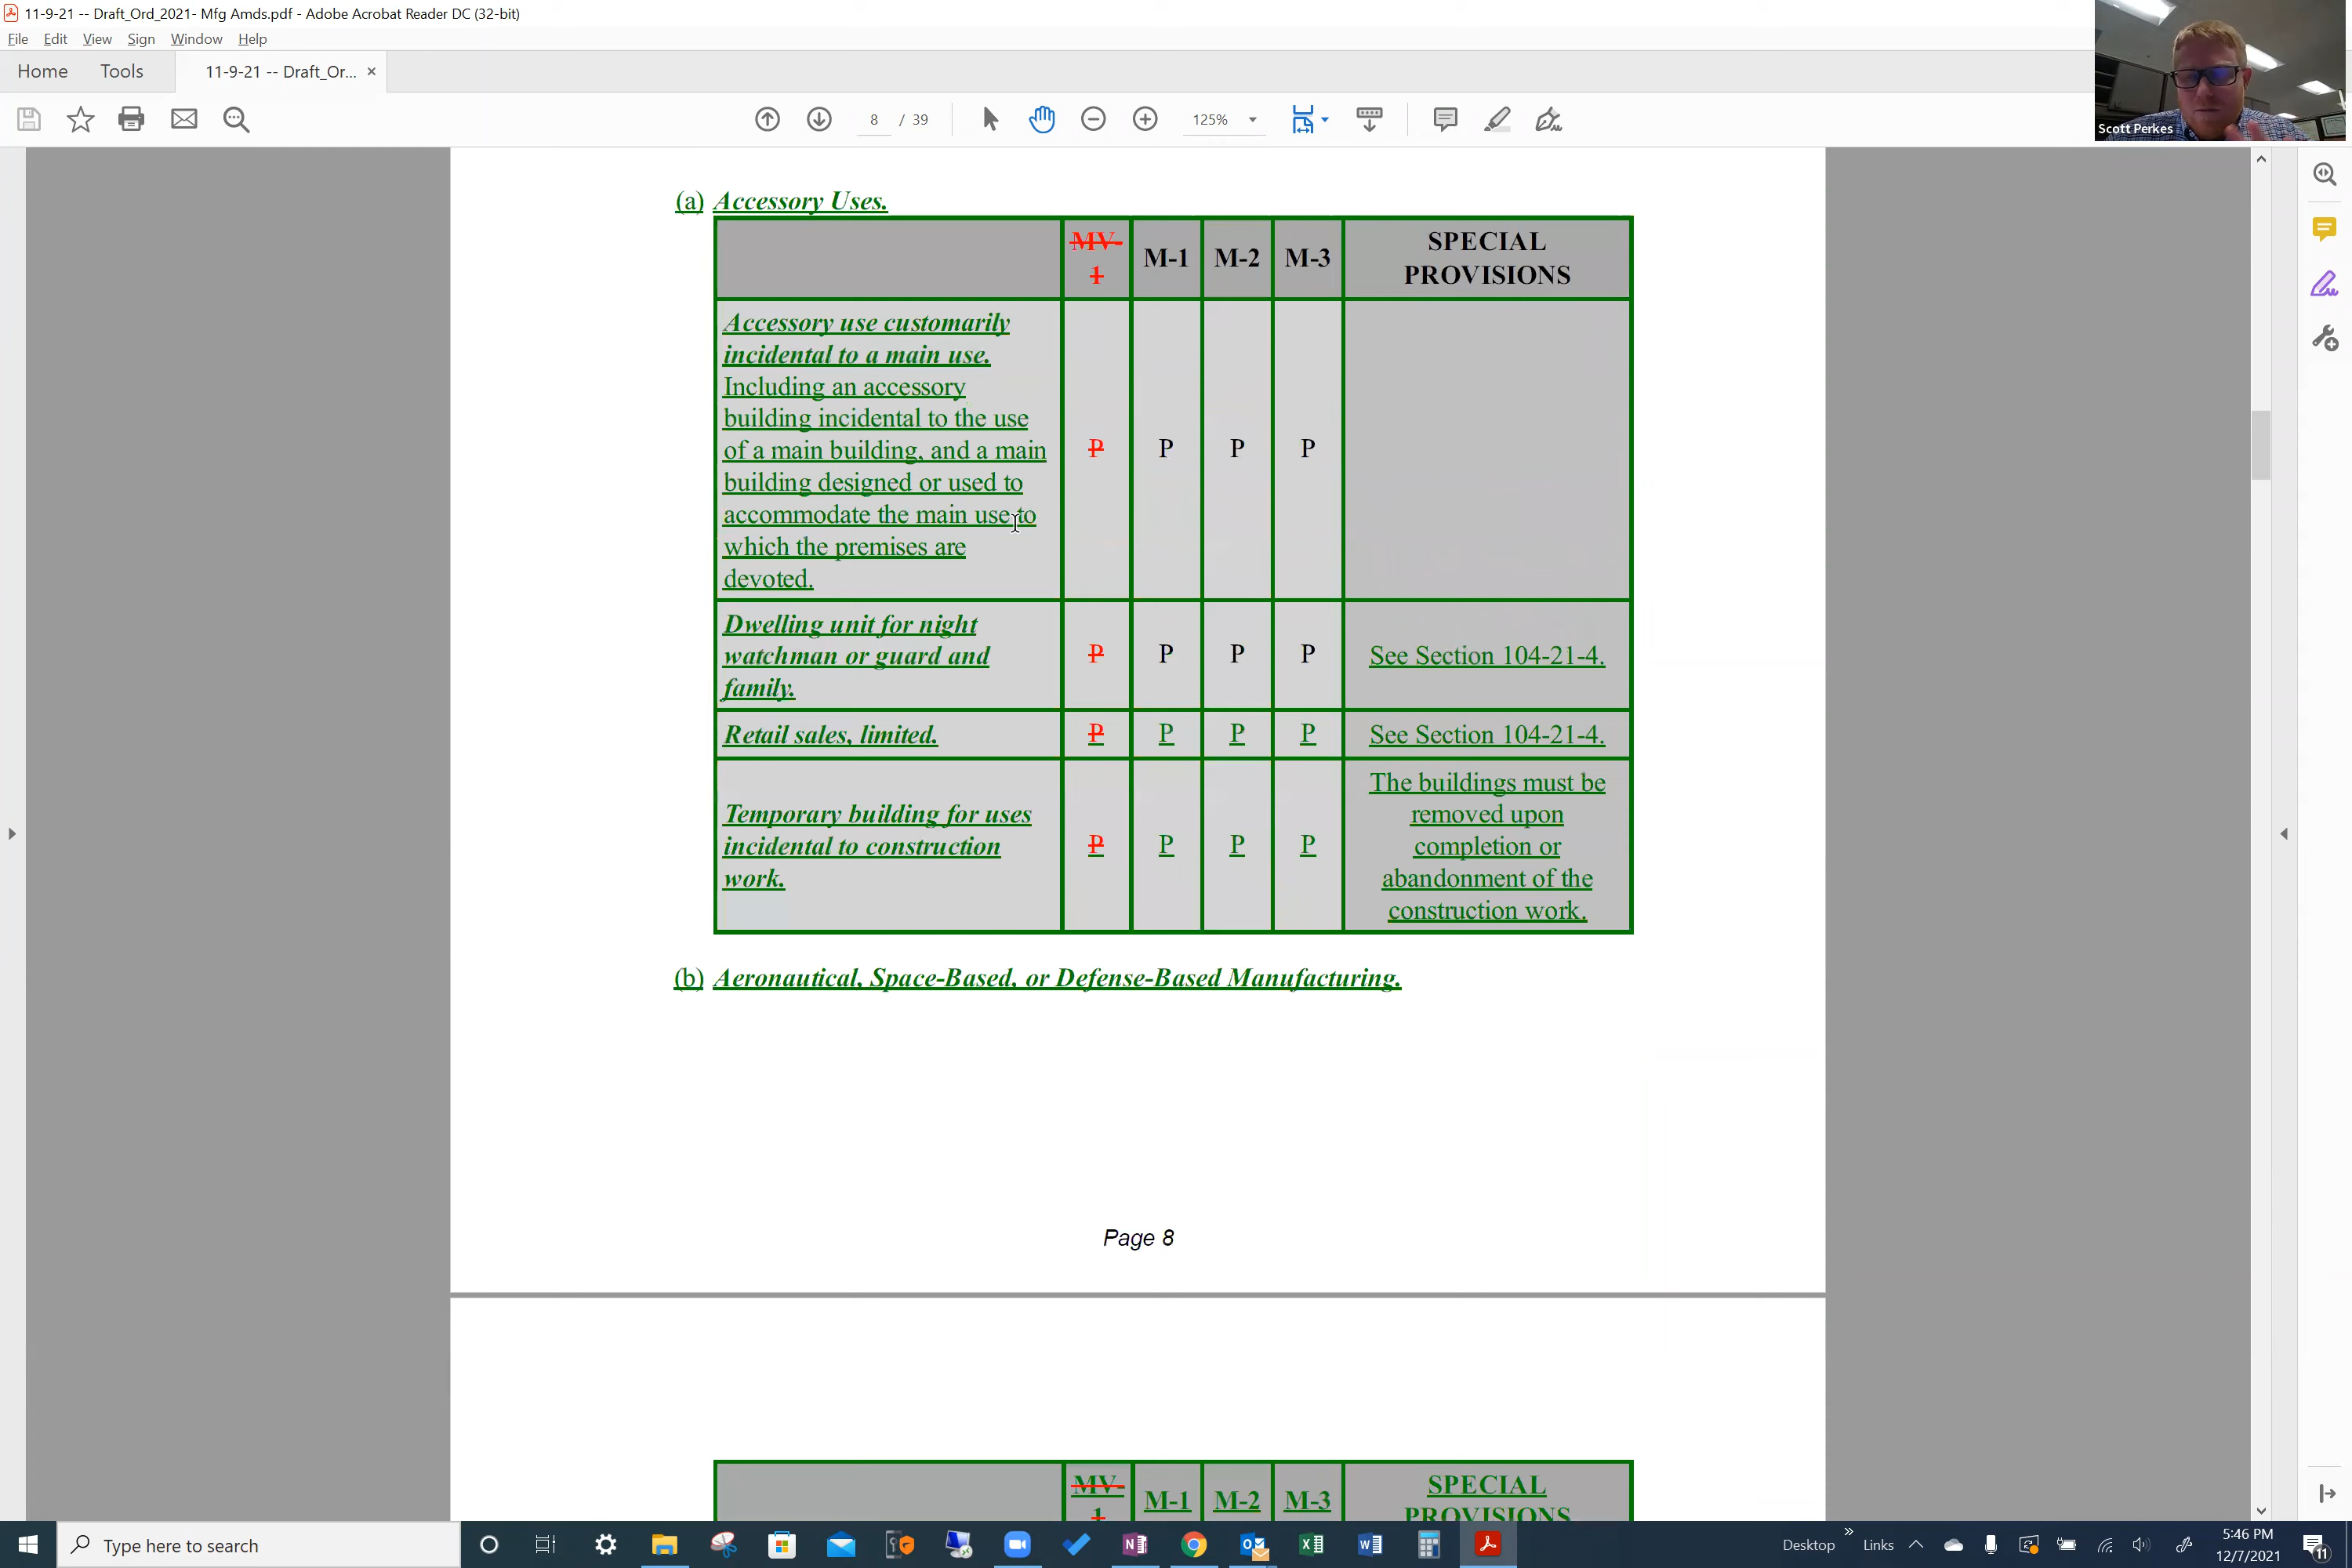 11-9-21 -- Draft_Ord_2021- Mfg Amds.pdf - Adobe Acrobat Reader DC (32-bit)
File Edit View Sign Window Help
Home Tools 11-9-21 -- Draft_Or... ×
8 / 39 125%
Scott Perkes
(a) Accessory Uses.
MV-1 M-1 M-2 M-3 SPECIAL PROVISIONS
Accessory use customarily
incidental to a main use.
Including an accessory
building incidental to the use
of a main building, and a main
building designed or used to
accommodate the main use to
which the premises are
devoted.
P P P P
Dwelling unit for night
watchman or guard and
family.
P P P P See Section 104-21-4.
Retail sales, limited. P P P P See Section 104-21-4.
Temporary building for uses
incidental to construction
work.
P P P P
The buildings must be
removed upon
completion or
abandonment of the
construction work.
(b) Aeronautical, Space-Based, or Defense-Based Manufacturing.
Page 8
MV-1 M-1 M-2 M-3 SPECIAL PROVISIONS
Type here to search
Desktop » Links
5:46 PM
12/7/2021
11